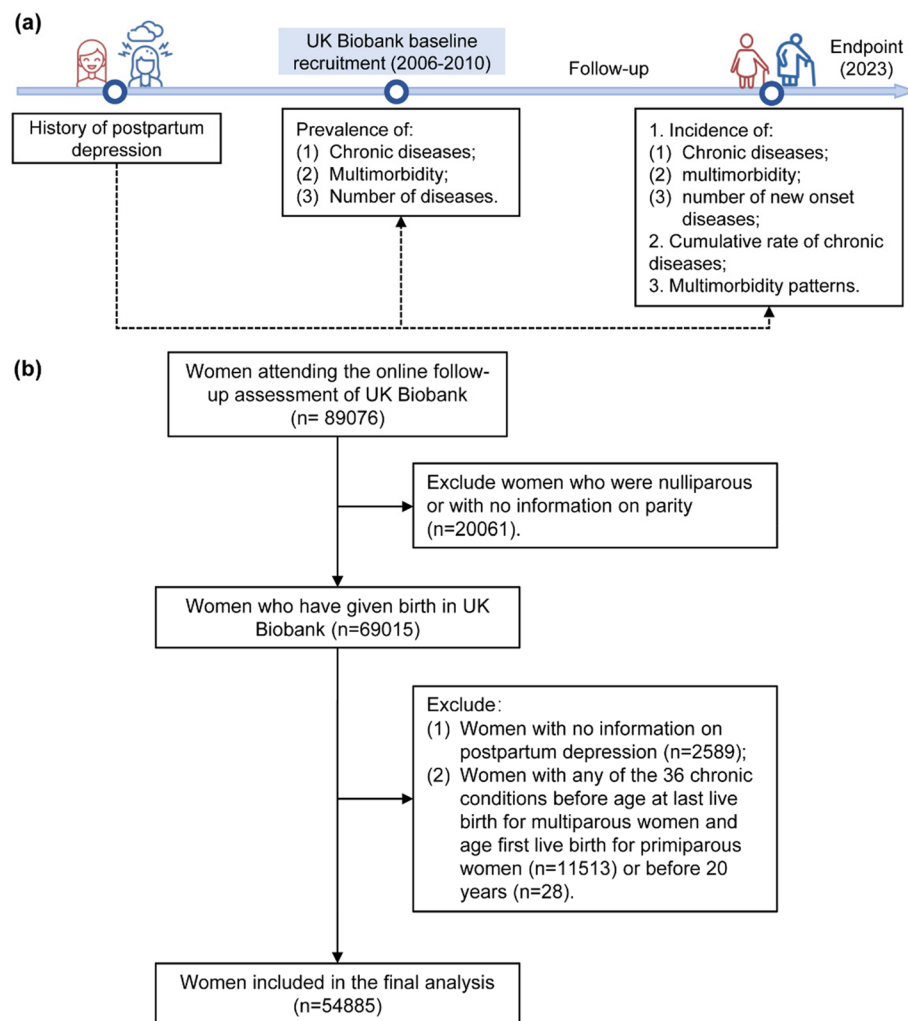 (a)
UK Biobank baseline
recruitment (2006-2010)
Follow-up
Endpoint
(2023)
History of postpartum
depression
Prevalence of:
(1) Chronic diseases;
(2) Multimorbidity;
(3) Number of diseases.
1. Incidence of:
(1) Chronic diseases;
(2) multimorbidity;
(3) number of new onset
diseases;
2. Cumulative rate of chronic
diseases;
3. Multimorbidity patterns.
(b)
Women attending the online follow-
up assessment of UK Biobank
(n= 89076)
Exclude women who were nulliparous
or with no information on parity
(n=20061).
Women who have given birth in UK
Biobank (n=69015)
Exclude:
(1) Women with no information on
postpartum depression (n=2589);
(2) Women with any of the 36 chronic
conditions before age at last live
birth for multiparous women and
age first live birth for primiparous
women (n=11513) or before 20
years (n=28).
Women included in the final analysis
(n=54885)